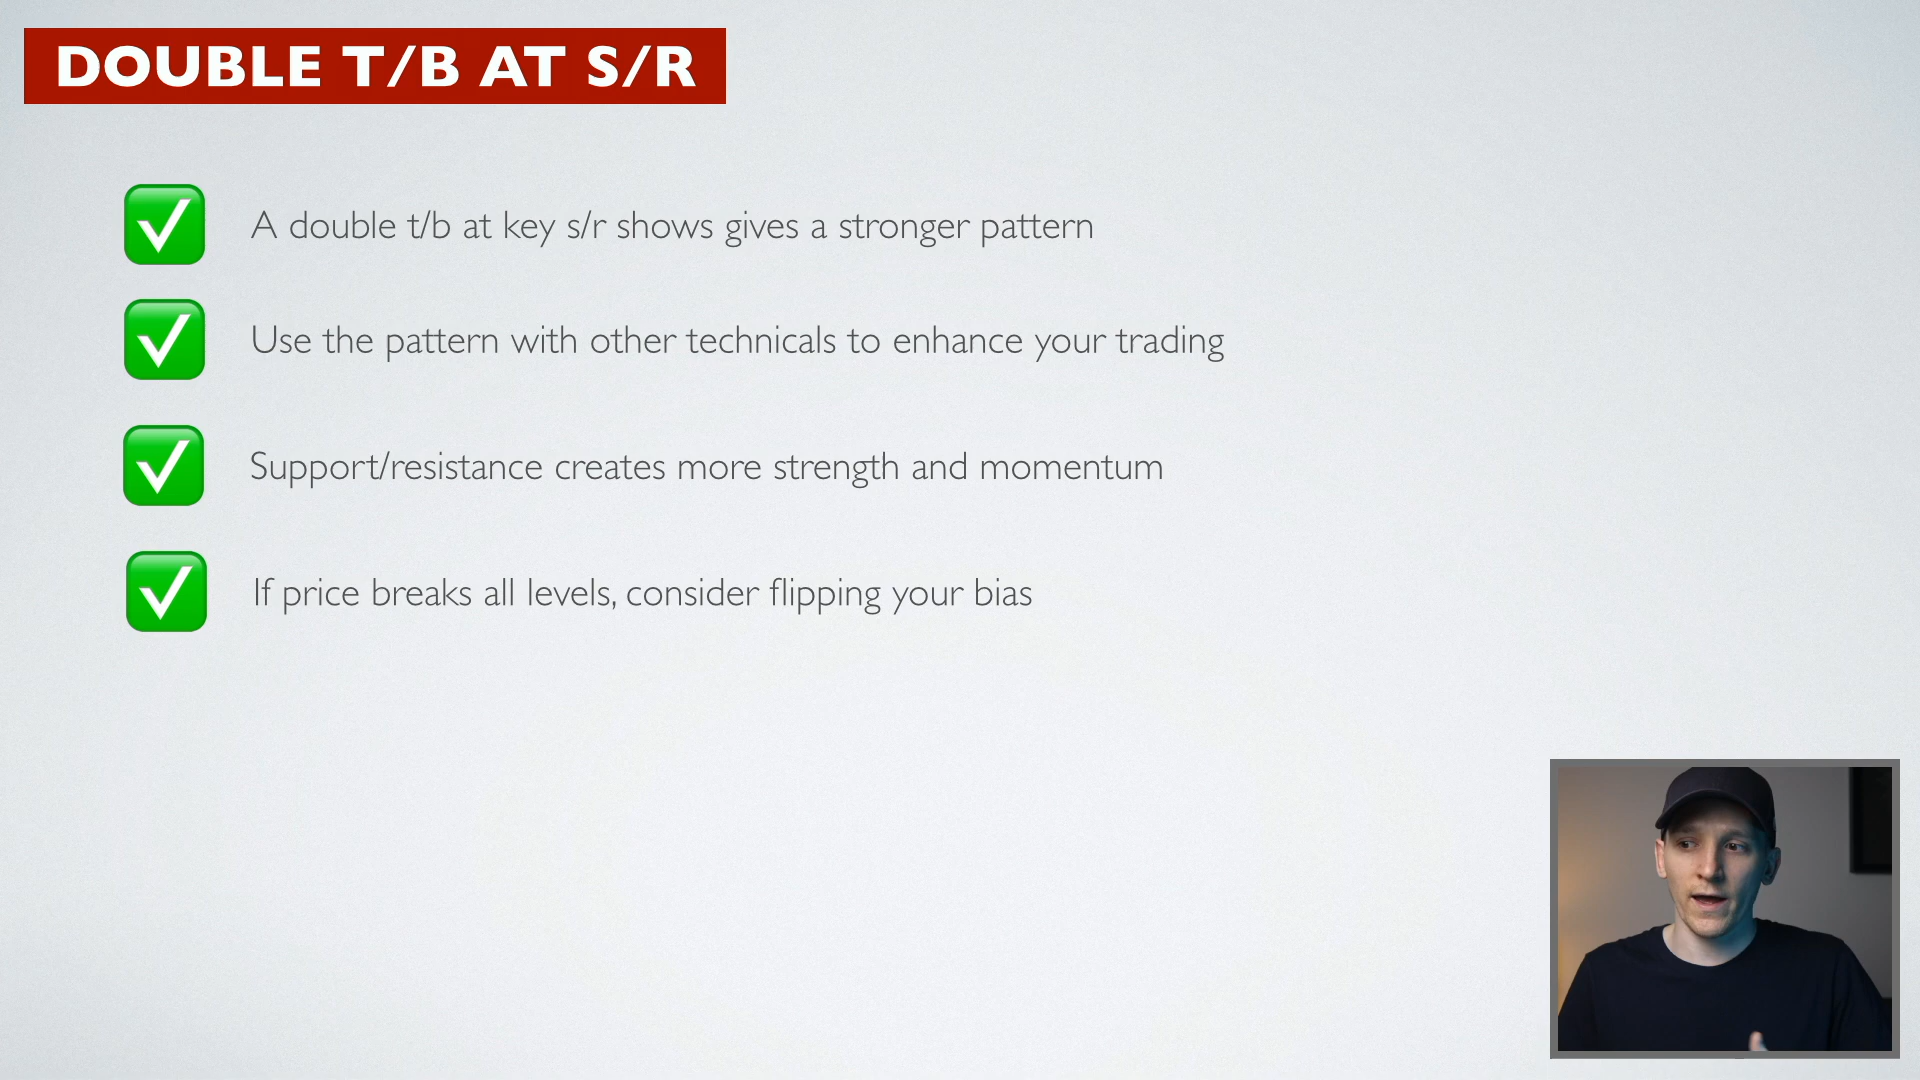 DOUBLE T/B AT S/R
A double t/b at key s/r shows gives a stronger pattern
Use the pattern with other technicals to enhance your trading
Support/resistance creates more strength and momentum
If price breaks all levels, consider flipping your bias